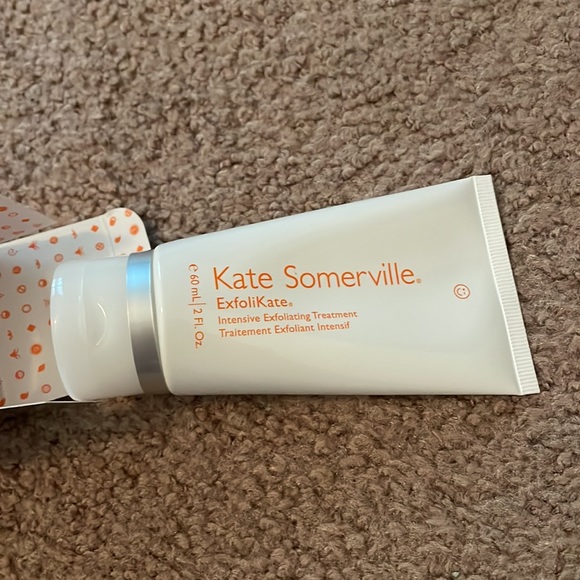 Kate Somerville®
ExfoliKate®
Intensive Exfoliating Treatment
Traitement Exfoliant Intensif
℮ 60 mL | 2 Fl. Oz.